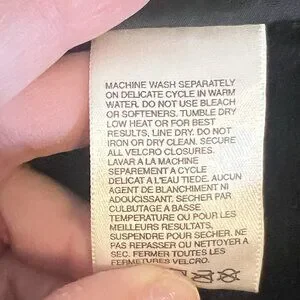 MACHINE WASH SEPARATELY
ON DELICATE CYCLE IN WARM
WATER. DO NOT USE BLEACH
OR SOFTENERS. TUMBLE DRY
LOW HEAT OR FOR BEST
RESULTS, LINE DRY. DO NOT
IRON OR DRY CLEAN. SECURE
ALL VELCRO CLOSURES.
LAVAR A LA MACHINE
SEPAREMENT A CYCLE
DELICAT A L'EAU TIEDE. AUCUN
AGENT DE BLANCHIMENT NI
ADOUCISSANT. SECHER PAR
CULBUTAGE A BASSE
TEMPERATURE OU POUR LES
MEILLEURS RESULTATS,
SUSPENDRE POUR SECHER. NE
PAS REPASSER OU NETTOYER A
SEC. FERMER TOUTES LES
FERMETURES VELCRO.